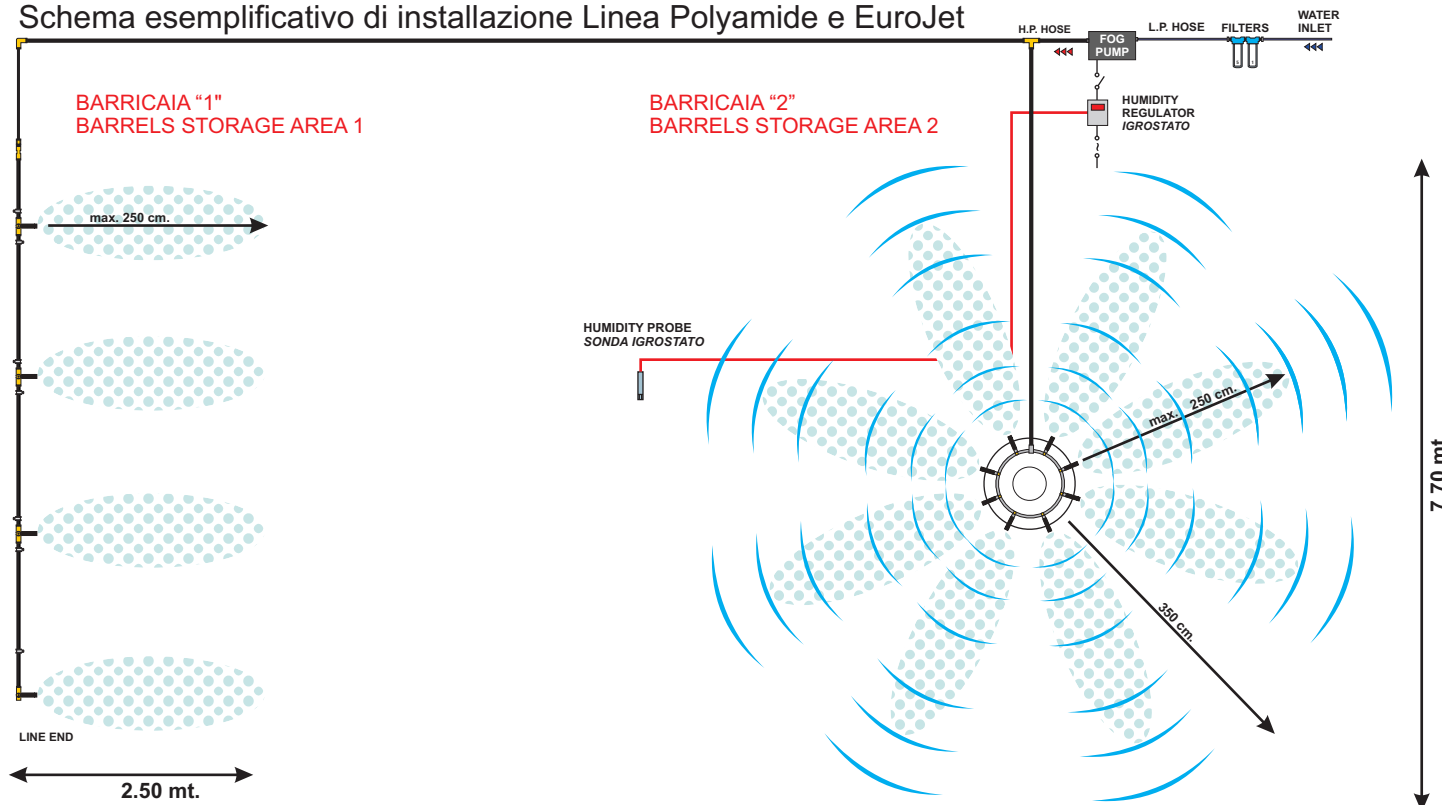 Schema esemplificativo di installazione Linea Polyamide e EuroJet
H.P. HOSE
FOG
PUMP
L.P. HOSE
FILTERS
WATER
INLET
BARRICAIA "1"
BARRELS STORAGE AREA 1
BARRICAIA “2”
BARRELS STORAGE AREA 2
HUMIDITY
REGULATOR
IGROSTATO
max. 250 cm.
HUMIDITY PROBE
SONDA IGROSTATO
max. 250 cm.
350 cm.
7.70 mt.
LINE END
2.50 mt.